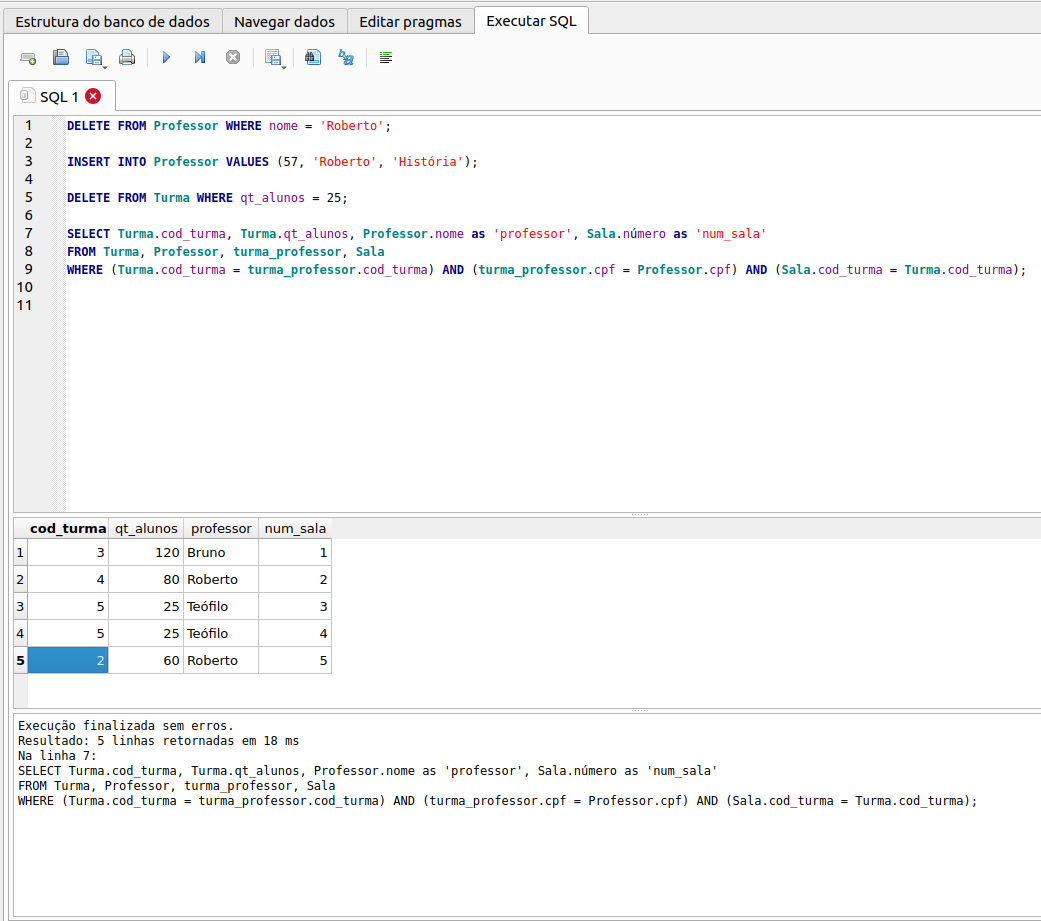 Estrutura do banco de dados Navegar dados Editar pragmas Executar SQL
SQL 1
1 DELETE FROM Professor WHERE nome = 'Roberto';
2
3 INSERT INTO Professor VALUES (57, 'Roberto', 'História');
4
5 DELETE FROM Turma WHERE qt_alunos = 25;
6
7 SELECT Turma.cod_turma, Turma.qt_alunos, Professor.nome as 'professor', Sala.número as 'num_sala'
8 FROM Turma, Professor, turma_professor, Sala
9 WHERE (Turma.cod_turma = turma_professor.cod_turma) AND (turma_professor.cpf = Professor.cpf) AND (Sala.cod_turma = Turma.cod_turma);
10
11
cod_turma qt_alunos professor num_sala
1 3 120 Bruno 1
2 4 80 Roberto 2
3 5 25 Teófilo 3
4 5 25 Teófilo 4
5 2 60 Roberto 5
Execução finalizada sem erros.
Resultado: 5 linhas retornadas em 18 ms
Na linha 7:
SELECT Turma.cod_turma, Turma.qt_alunos, Professor.nome as 'professor', Sala.número as 'num_sala'
FROM Turma, Professor, turma_professor, Sala
WHERE (Turma.cod_turma = turma_professor.cod_turma) AND (turma_professor.cpf = Professor.cpf) AND (Sala.cod_turma = Turma.cod_turma);